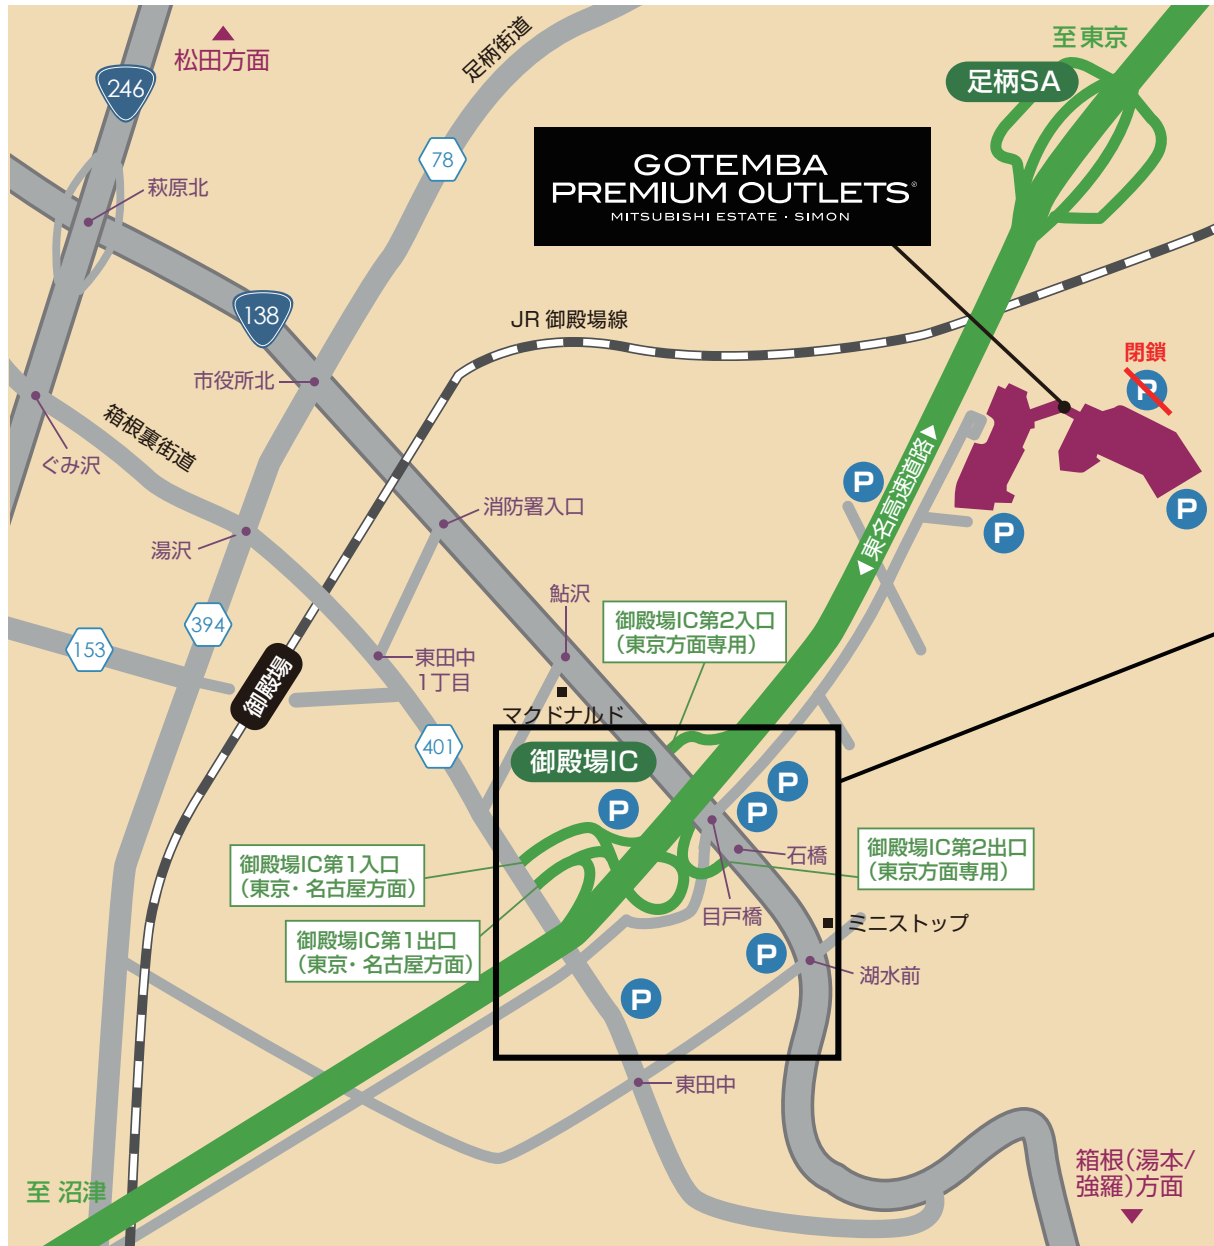 松田方面
足柄街道
至東京
足柄SA
246
78
GOTEMBA
PREMIUM OUTLETS®
MITSUBISHI ESTATE · SIMON
萩原北
138
JR 御殿場線
閉鎖
P
市役所北
箱根裏街道
ぐみ沢
消防署入口
P
P
P
東名高速道路
湯沢
鮎沢
394
153
御殿場IC第2入口
(東京方面専用)
東田中
1丁目
御殿場
マクドナルド
401
御殿場IC
P
P
P
石橋
御殿場IC第2出口
(東京方面専用)
御殿場IC第1入口
(東京・名古屋方面)
目戸橋
ミニストップ
御殿場IC第1出口
(東京・名古屋方面)
P
湖水前
P
東田中
至 沼津
箱根(湯本/
強羅)方面